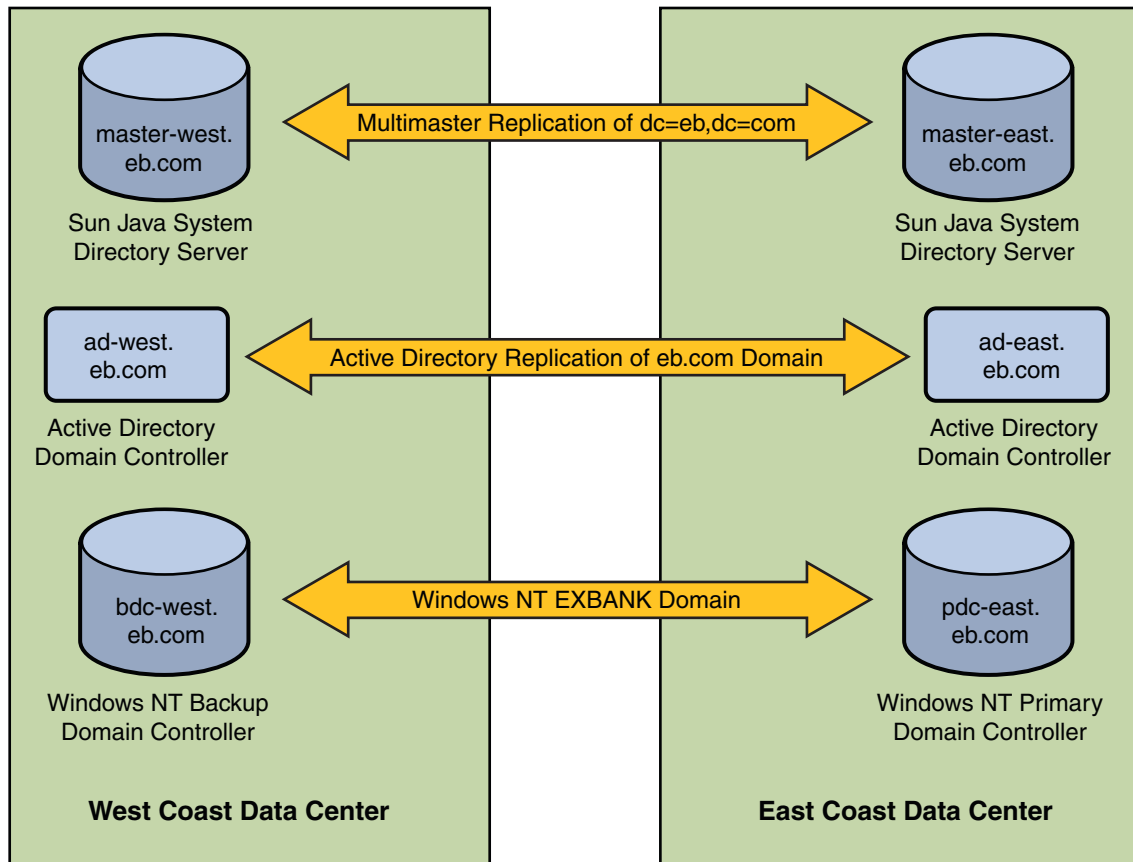 master-west.
eb.com
Multimaster Replication of dc=eb,dc=com
master-east.
eb.com
Sun Java System
Directory Server
Sun Java System
Directory Server
ad-west.
eb.com
Active Directory Replication of eb.com Domain
ad-east.
eb.com
Active Directory
Domain Controller
Active Directory
Domain Controller
bdc-west.
eb.com
Windows NT EXBANK Domain
pdc-east.
eb.com
Windows NT Backup
Domain Controller
Windows NT Primary
Domain Controller
West Coast Data Center
East Coast Data Center